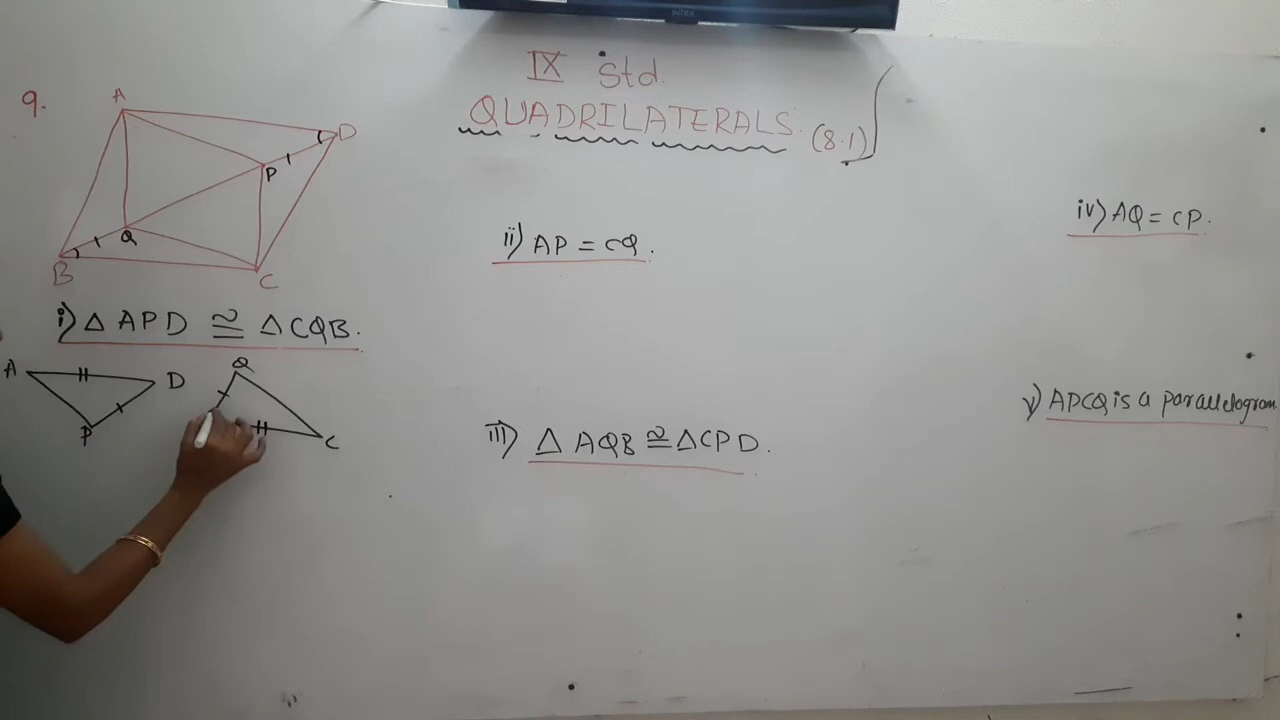 INTEX
IX Std.
QUADRILATERALS. (8.1)
9.
A
D
P
Q
B
C
i) △ APD ≅ △CQB.
A
D
P
Q
C
ii) AP = CQ.
iii) △ AQB ≅ △CPD.
iv) AQ = CP.
v) APCQ is a parallelogram